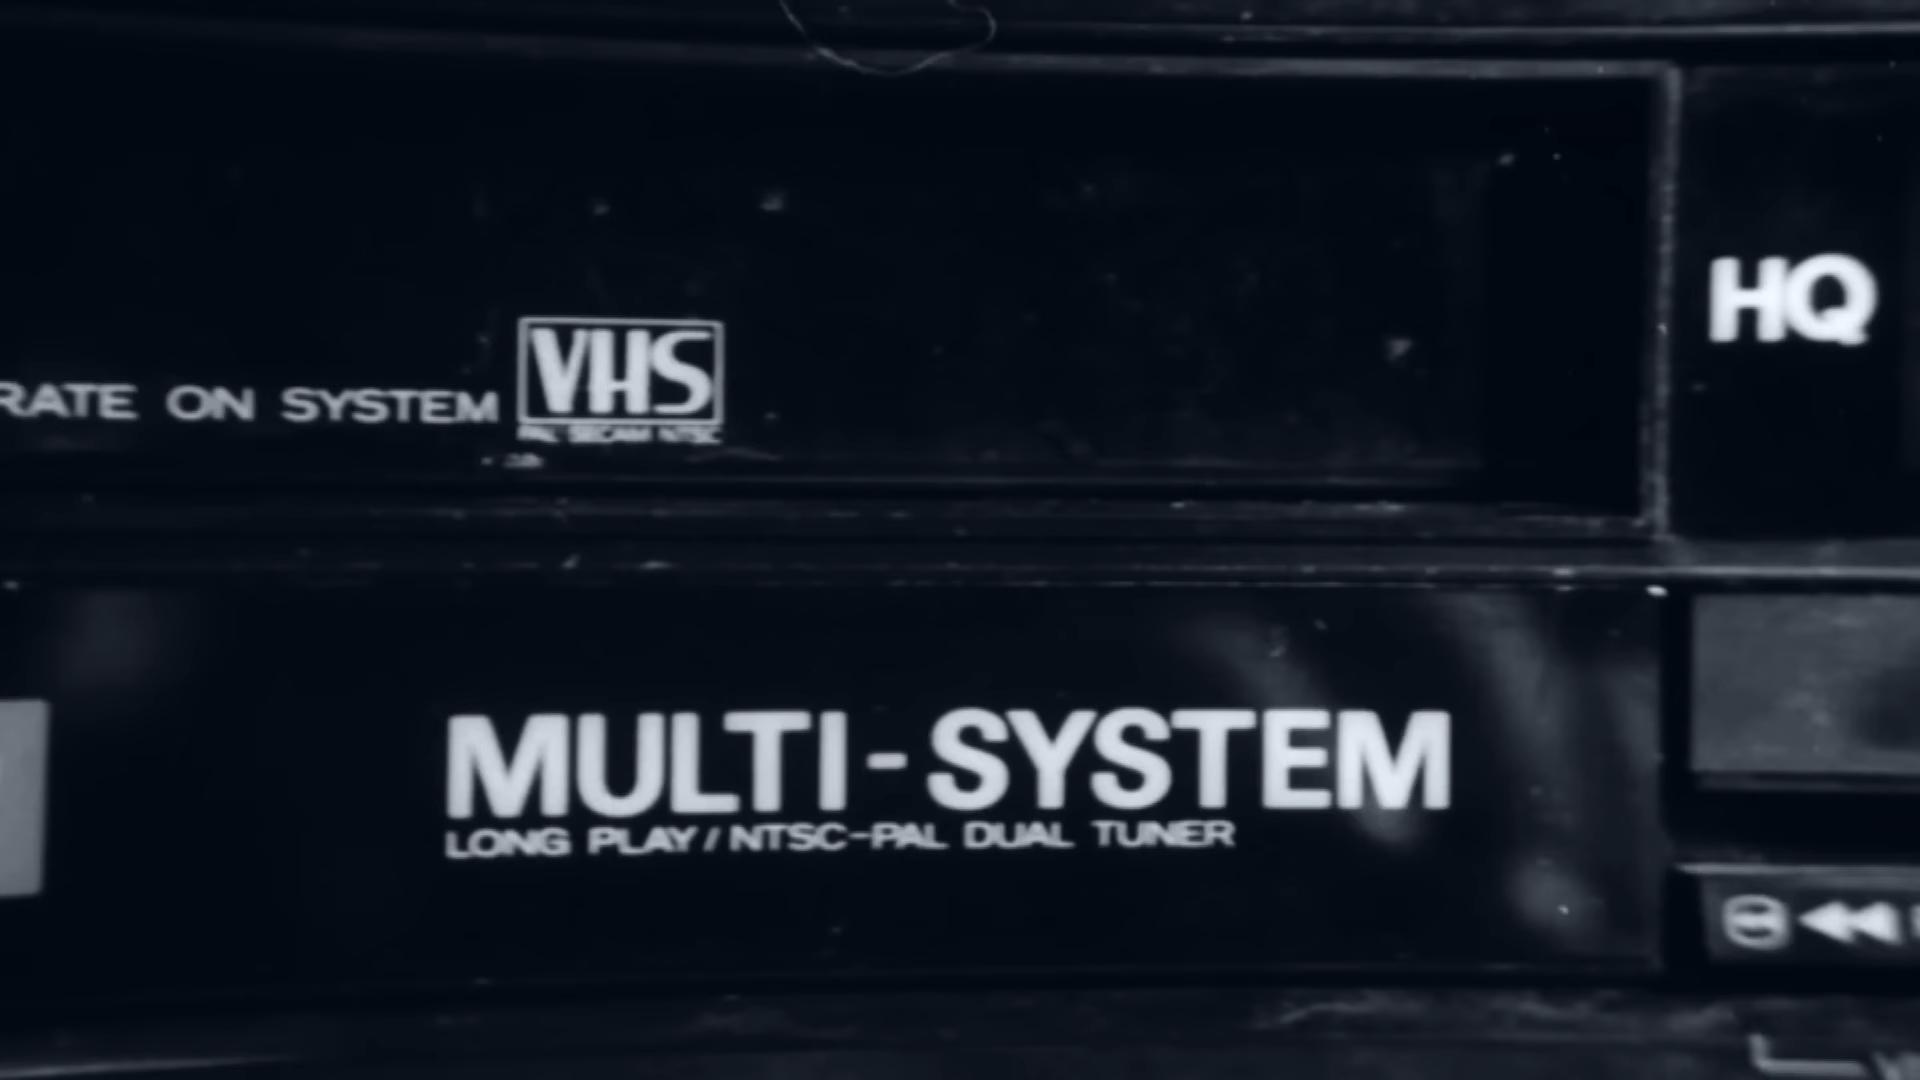 HQ
RATE ON SYSTEM VHS
PAL SECAM NTSC
MULTI-SYSTEM
LONG PLAY/NTSC-PAL DUAL TUNER